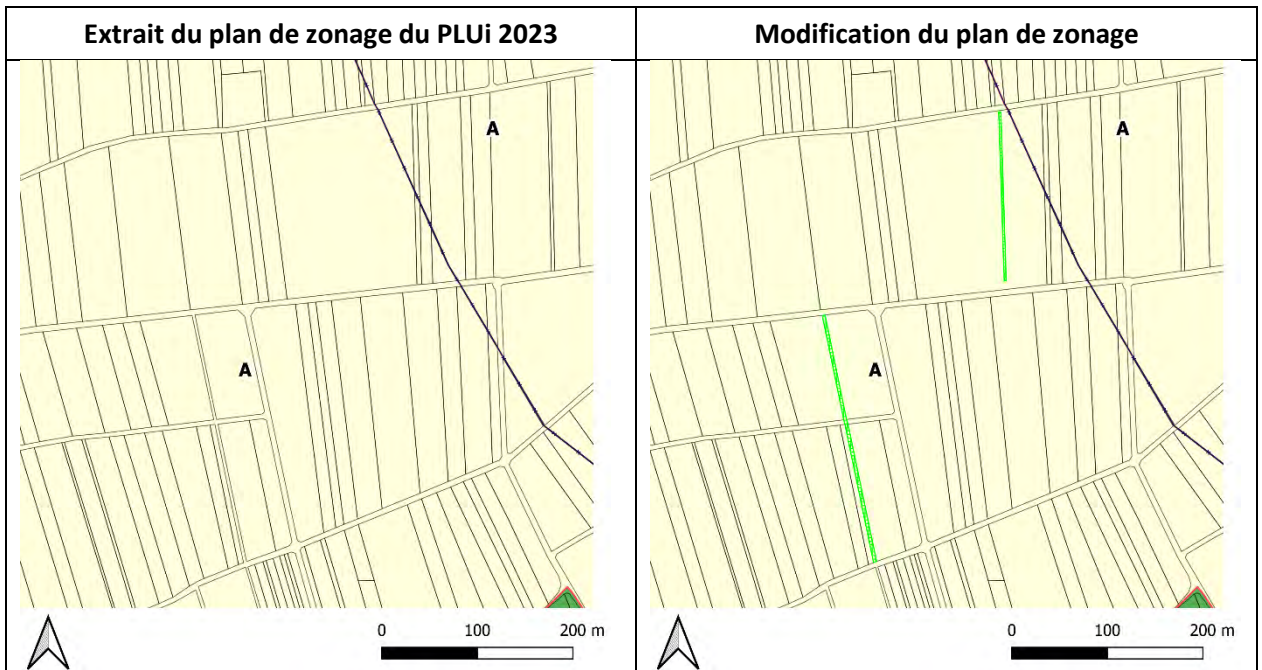 Extrait du plan de zonage du PLUi 2023
Modification du plan de zonage
A
A
0 100 200 m
A
A
0 100 200 m